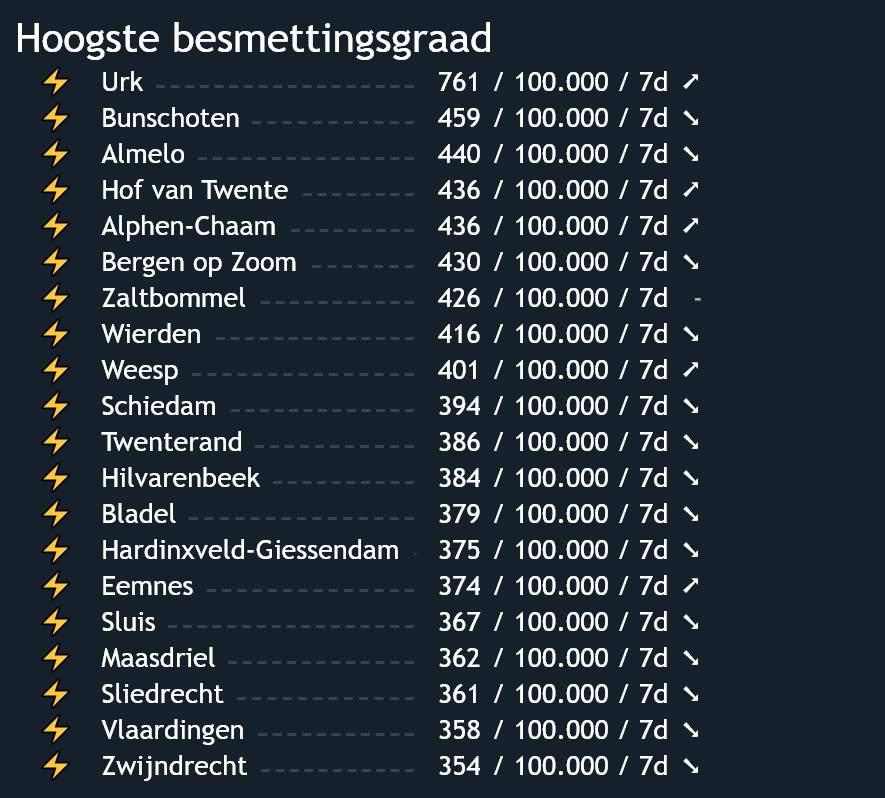 Hoogste besmettingsgraad
⚡ Urk 761 / 100.000 / 7d ↗
⚡ Bunschoten 459 / 100.000 / 7d ↘
⚡ Almelo 440 / 100.000 / 7d ↘
⚡ Hof van Twente 436 / 100.000 / 7d ↗
⚡ Alphen-Chaam 436 / 100.000 / 7d ↗
⚡ Bergen op Zoom 430 / 100.000 / 7d ↘
⚡ Zaltbommel 426 / 100.000 / 7d -
⚡ Wierden 416 / 100.000 / 7d ↘
⚡ Weesp 401 / 100.000 / 7d ↗
⚡ Schiedam 394 / 100.000 / 7d ↘
⚡ Twenterand 386 / 100.000 / 7d ↘
⚡ Hilvarenbeek 384 / 100.000 / 7d ↘
⚡ Bladel 379 / 100.000 / 7d ↘
⚡ Hardinxveld-Giessendam 375 / 100.000 / 7d ↘
⚡ Eemnes 374 / 100.000 / 7d ↗
⚡ Sluis 367 / 100.000 / 7d ↘
⚡ Maasdriel 362 / 100.000 / 7d ↘
⚡ Sliedrecht 361 / 100.000 / 7d ↘
⚡ Vlaardingen 358 / 100.000 / 7d ↘
⚡ Zwijndrecht 354 / 100.000 / 7d ↘